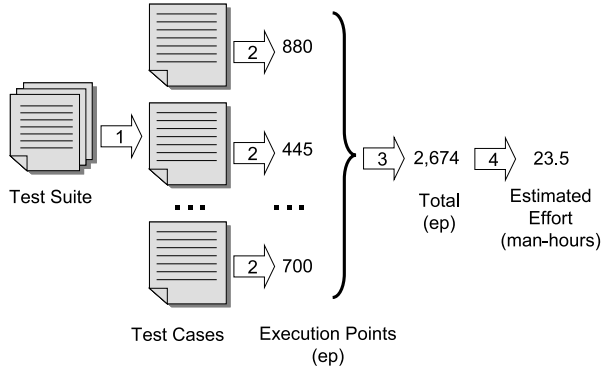 2
880
1
2
445
3
2,674
4
23.5
Test Suite
Total
(ep)
Estimated
Effort
(man-hours)
... ...
2
700
Test Cases
Execution Points
(ep)